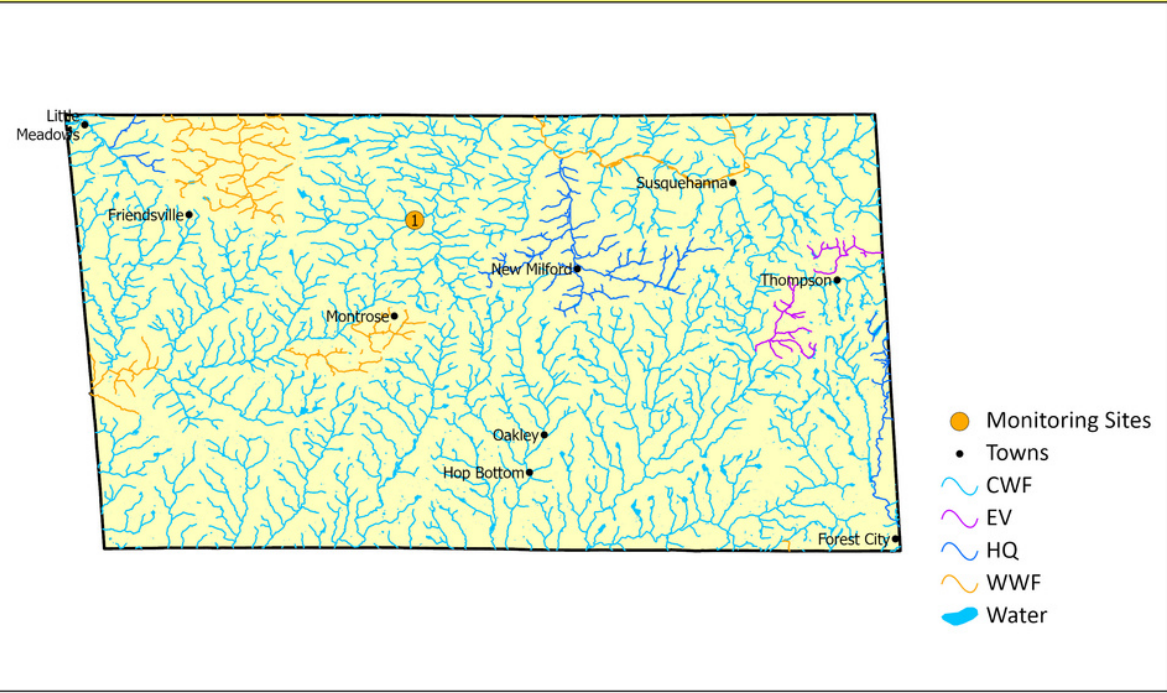 Little
Meadows
Susquehanna
Friendsville
1
New Milford
Thompson
Montrose
Oakley
Hop Bottom
Forest City
Monitoring Sites
Towns
CWF
EV
HQ
WWF
Water